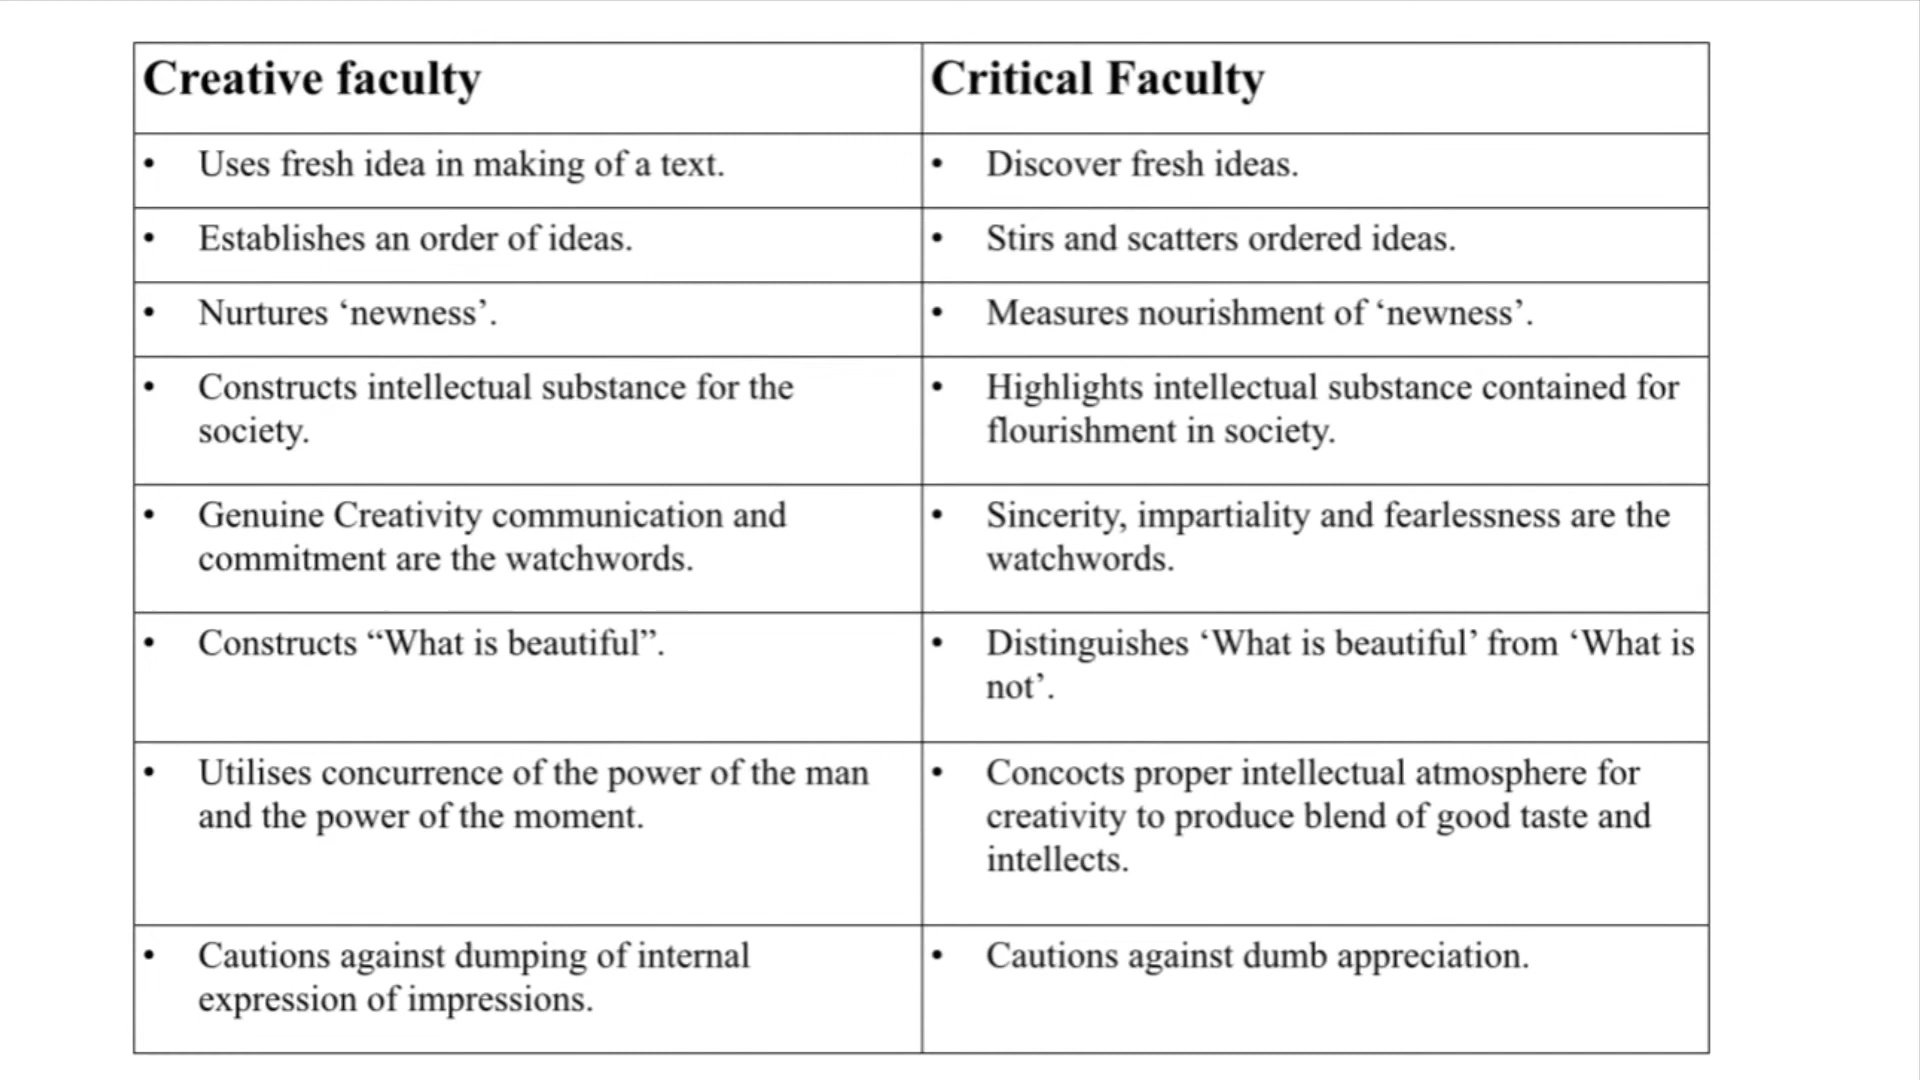 Creative faculty
Critical Faculty
• Uses fresh idea in making of a text.
• Discover fresh ideas.
• Establishes an order of ideas.
• Stirs and scatters ordered ideas.
• Nurtures ‘newness’.
• Measures nourishment of ‘newness’.
• Constructs intellectual substance for the
society.
• Highlights intellectual substance contained for
flourishment in society.
• Genuine Creativity communication and
commitment are the watchwords.
• Sincerity, impartiality and fearlessness are the
watchwords.
• Constructs “What is beautiful”.
• Distinguishes ‘What is beautiful’ from ‘What is
not’.
• Utilises concurrence of the power of the man
and the power of the moment.
• Concocts proper intellectual atmosphere for
creativity to produce blend of good taste and
intellects.
• Cautions against dumping of internal
expression of impressions.
• Cautions against dumb appreciation.